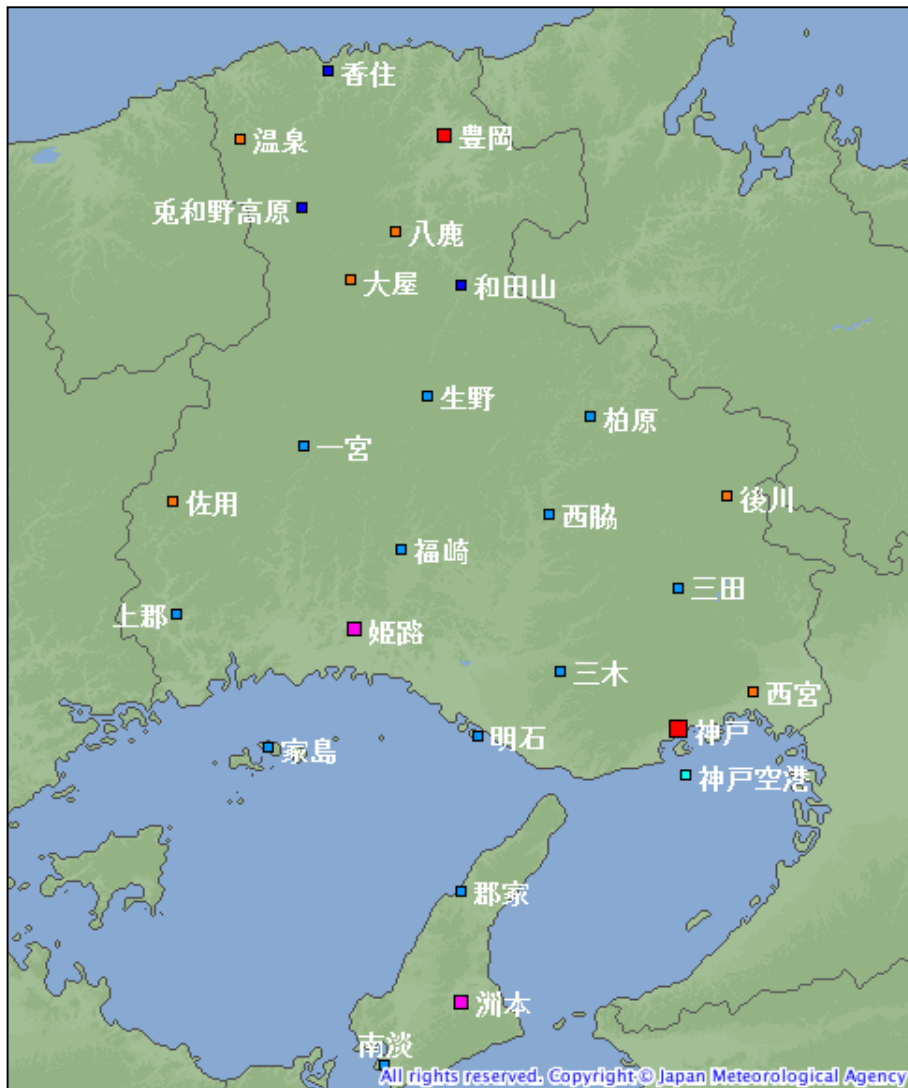 香住
温泉
豊岡
兎和野高原
八鹿
大屋
和田山
生野
柏原
一宮
佐用
後川
西脇
福崎
三田
上郡
姫路
三木
西宮
神戸
明石
家島
神戸空港
郡家
洲本
南淡
All rights reserved. Copyright © Japan Meteorological Agency